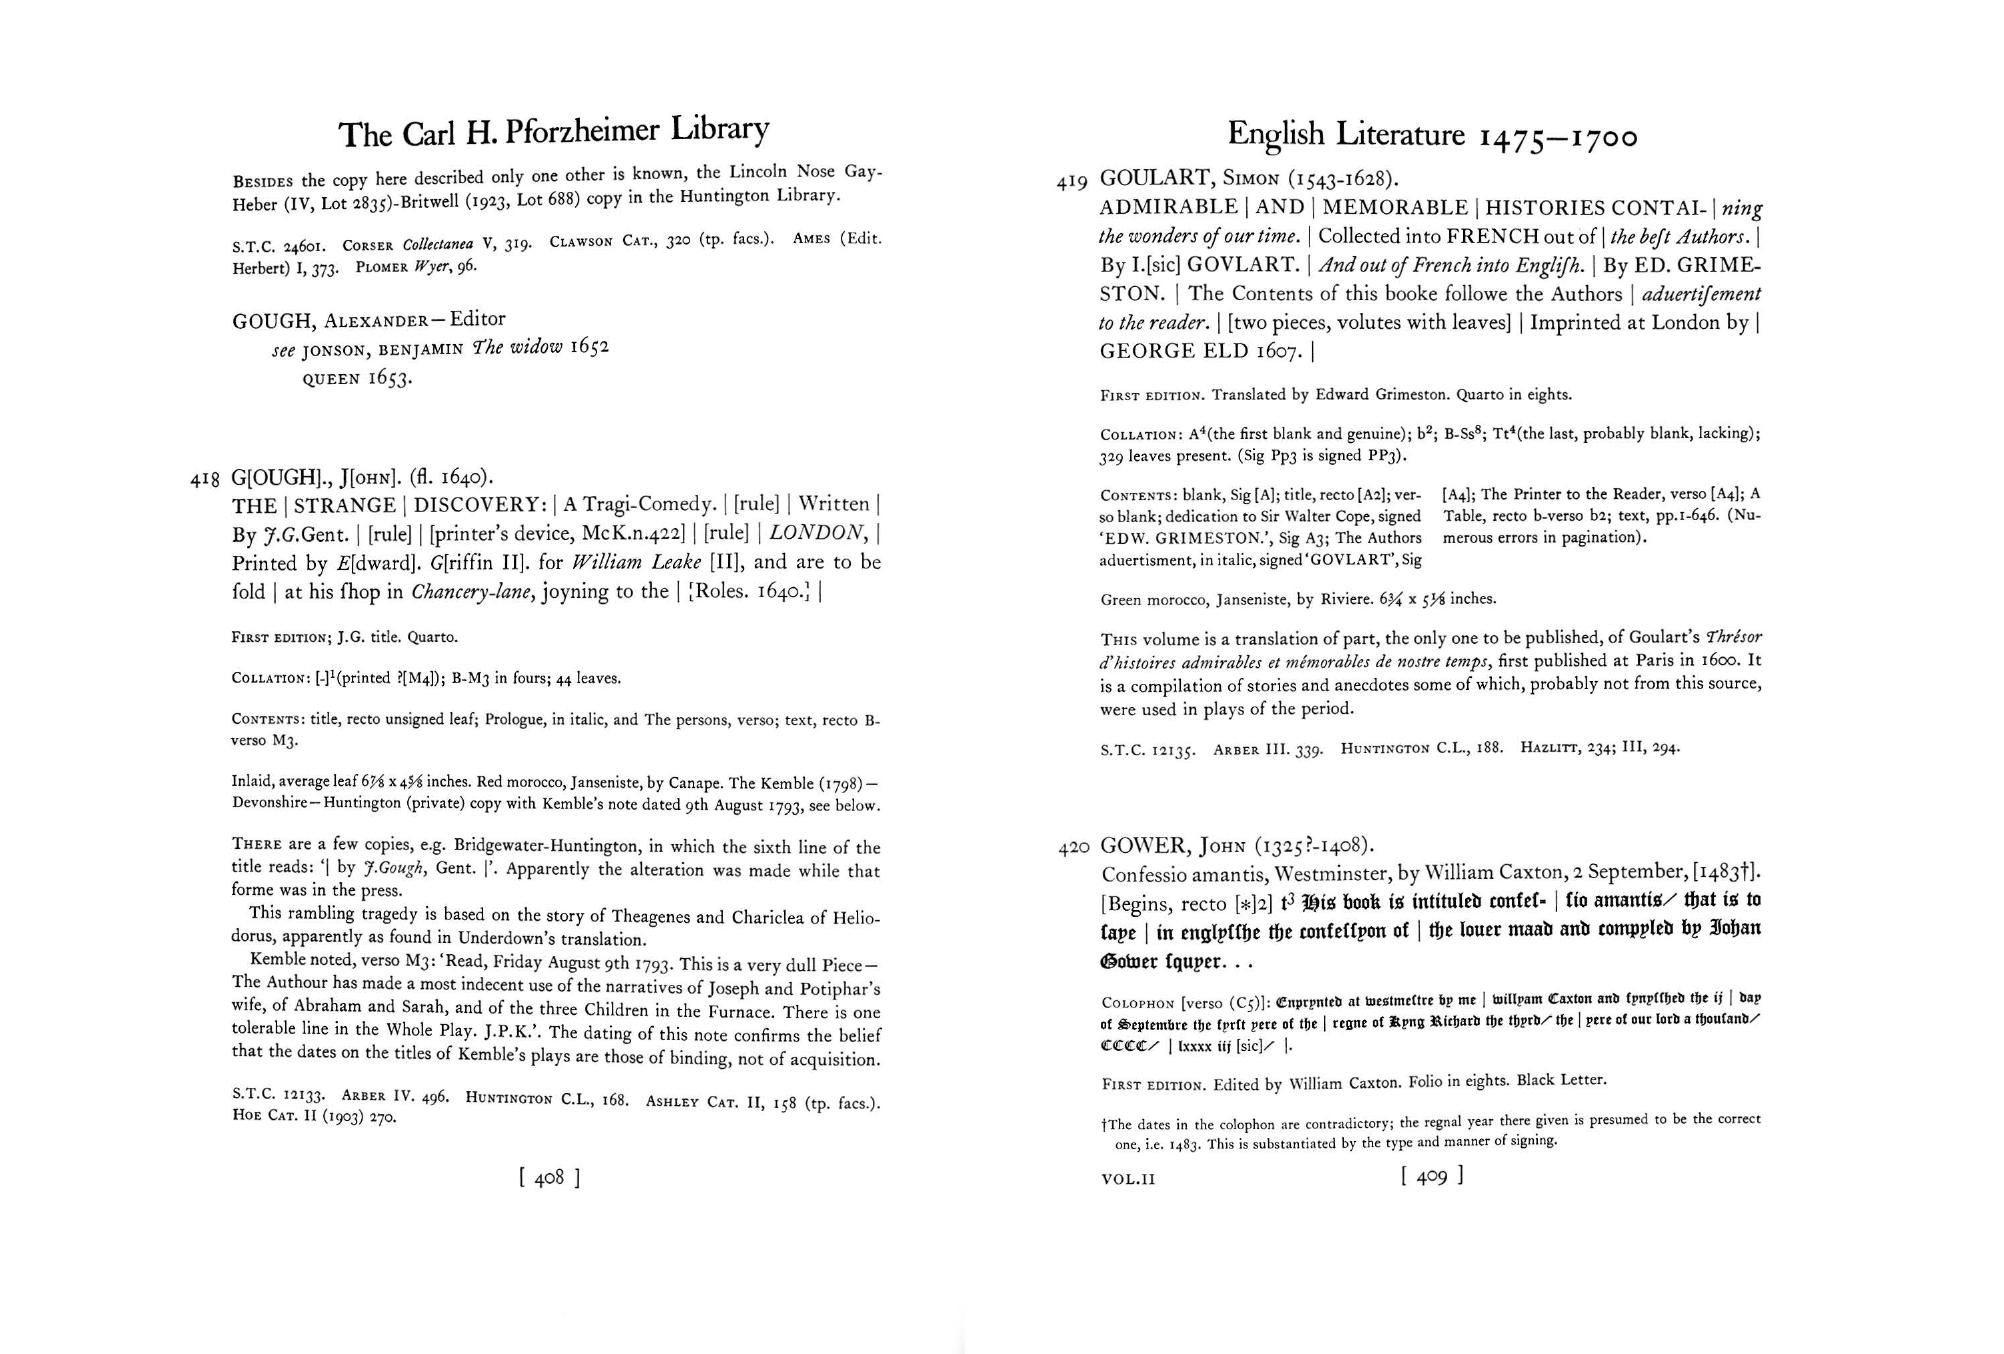 The Carl H. Pforzheimer Library
BESIDES the copy here described only one other is known, the Lincoln Nose Gay-
Heber (IV, Lot 2835)-Britwell (1923, Lot 688) copy in the Huntington Library.
S.T.C. 24601. CORSER Collectanea V, 319. CLAWSON CAT., 320 (tp. facs.). AMES (Edit.
Herbert) I, 373. PLOMER Wyer, 96.
GOUGH, ALEXANDER—Editor
see JONSON, BENJAMIN The widow 1652
QUEEN 1653.
418 G[OUGH]., J[OHN]. (fl. 1640).
THE | STRANGE | DISCOVERY: | A Tragi-Comedy. | [rule] | Written |
By J.G.Gent. | [rule] | [printer's device, McK.n.422] | [rule] | LONDON, |
Printed by E[dward]. G[riffin II]. for William Leake [II], and are to be
ſold | at his ſhop in Chancery-lane, joyning to the | [Roles. 1640.] |
FIRST EDITION; J.G. title. Quarto.
COLLATION: [-]¹(printed ?[M4]); B-M3 in fours; 44 leaves.
CONTENTS: title, recto unsigned leaf; Prologue, in italic, and The persons, verso; text, recto B-
verso M3.
Inlaid, average leaf 6⅞ x 4⅝ inches. Red morocco, Janseniste, by Canape. The Kemble (1798)—
Devonshire—Huntington (private) copy with Kemble's note dated 9th August 1793, see below.
THERE are a few copies, e.g. Bridgewater-Huntington, in which the sixth line of the
title reads: '| by J.Gough, Gent. |'. Apparently the alteration was made while that
forme was in the press.
This rambling tragedy is based on the story of Theagenes and Chariclea of Helio-
dorus, apparently as found in Underdown's translation.
Kemble noted, verso M3: 'Read, Friday August 9th 1793. This is a very dull Piece—
The Authour has made a most indecent use of the narratives of Joseph and Potiphar's
wife, of Abraham and Sarah, and of the three Children in the Furnace. There is one
tolerable line in the Whole Play. J.P.K.'. The dating of this note confirms the belief
that the dates on the titles of Kemble's plays are those of binding, not of acquisition.
S.T.C. 12133. ARBER IV. 496. HUNTINGTON C.L., 168. ASHLEY CAT. II, 158 (tp. facs.).
HOE CAT. II (1903) 270.
[ 408 ]
English Literature 1475—1700
419 GOULART, SIMON (1543-1628).
ADMIRABLE | AND | MEMORABLE | HISTORIES CONTAI- | ning
the wonders of our time. | Collected into FRENCH out of | the beſt Authors. |
By I.[sic] GOVLART. | And out of French into Engliſh. | By ED. GRIME-
STON. | The Contents of this booke followe the Authors | aduertiſement
to the reader. | [two pieces, volutes with leaves] | Imprinted at London by |
GEORGE ELD 1607. |
FIRST EDITION. Translated by Edward Grimeston. Quarto in eights.
COLLATION: A⁴(the first blank and genuine); b²; B-Ss⁸; Tt⁴(the last, probably blank, lacking);
329 leaves present. (Sig Pp3 is signed PP3).
CONTENTS: blank, Sig [A]; title, recto [A2]; ver-
so blank; dedication to Sir Walter Cope, signed
'EDW. GRIMESTON.', Sig A3; The Authors
aduertisment, in italic, signed 'GOVLART', Sig
[A4]; The Printer to the Reader, verso [A4]; A
Table, recto b-verso b2; text, pp.1-646. (Nu-
merous errors in pagination).
Green morocco, Janseniste, by Riviere. 6¾ x 5⅛ inches.
THIS volume is a translation of part, the only one to be published, of Goulart's Thrésor
d'histoires admirables et mémorables de nostre temps, first published at Paris in 1600. It
is a compilation of stories and anecdotes some of which, probably not from this source,
were used in plays of the period.
S.T.C. 12135. ARBER III. 339. HUNTINGTON C.L., 188. HAZLITT, 234; III, 294.
420 GOWER, JOHN (1325?-1408).
Confessio amantis, Westminster, by William Caxton, 2 September, [1483†].
[Begins, recto [*]2] t³ His book is intituled confeſ- | ſio amantis/ that is to
ſaye | in englyſſhe the confeſſyon of | the louer maad and compyled by Johan
Gower ſquyer. . .
COLOPHON [verso (C5)]: Enprynted at westmeſtre by me | willyam Caxton and fynyſſhed the ij | day
of Septembre the fyrſt yere of the | regne of Kyng Richard the thyrd/ the | yere of our lord a thouſand/
CCCC/ | lxxxx iij [sic]/ |.
FIRST EDITION. Edited by William Caxton. Folio in eights. Black Letter.
†The dates in the colophon are contradictory; the regnal year there given is presumed to be the correct
one, i.e. 1483. This is substantiated by the type and manner of signing.
VOL.II [ 409 ]